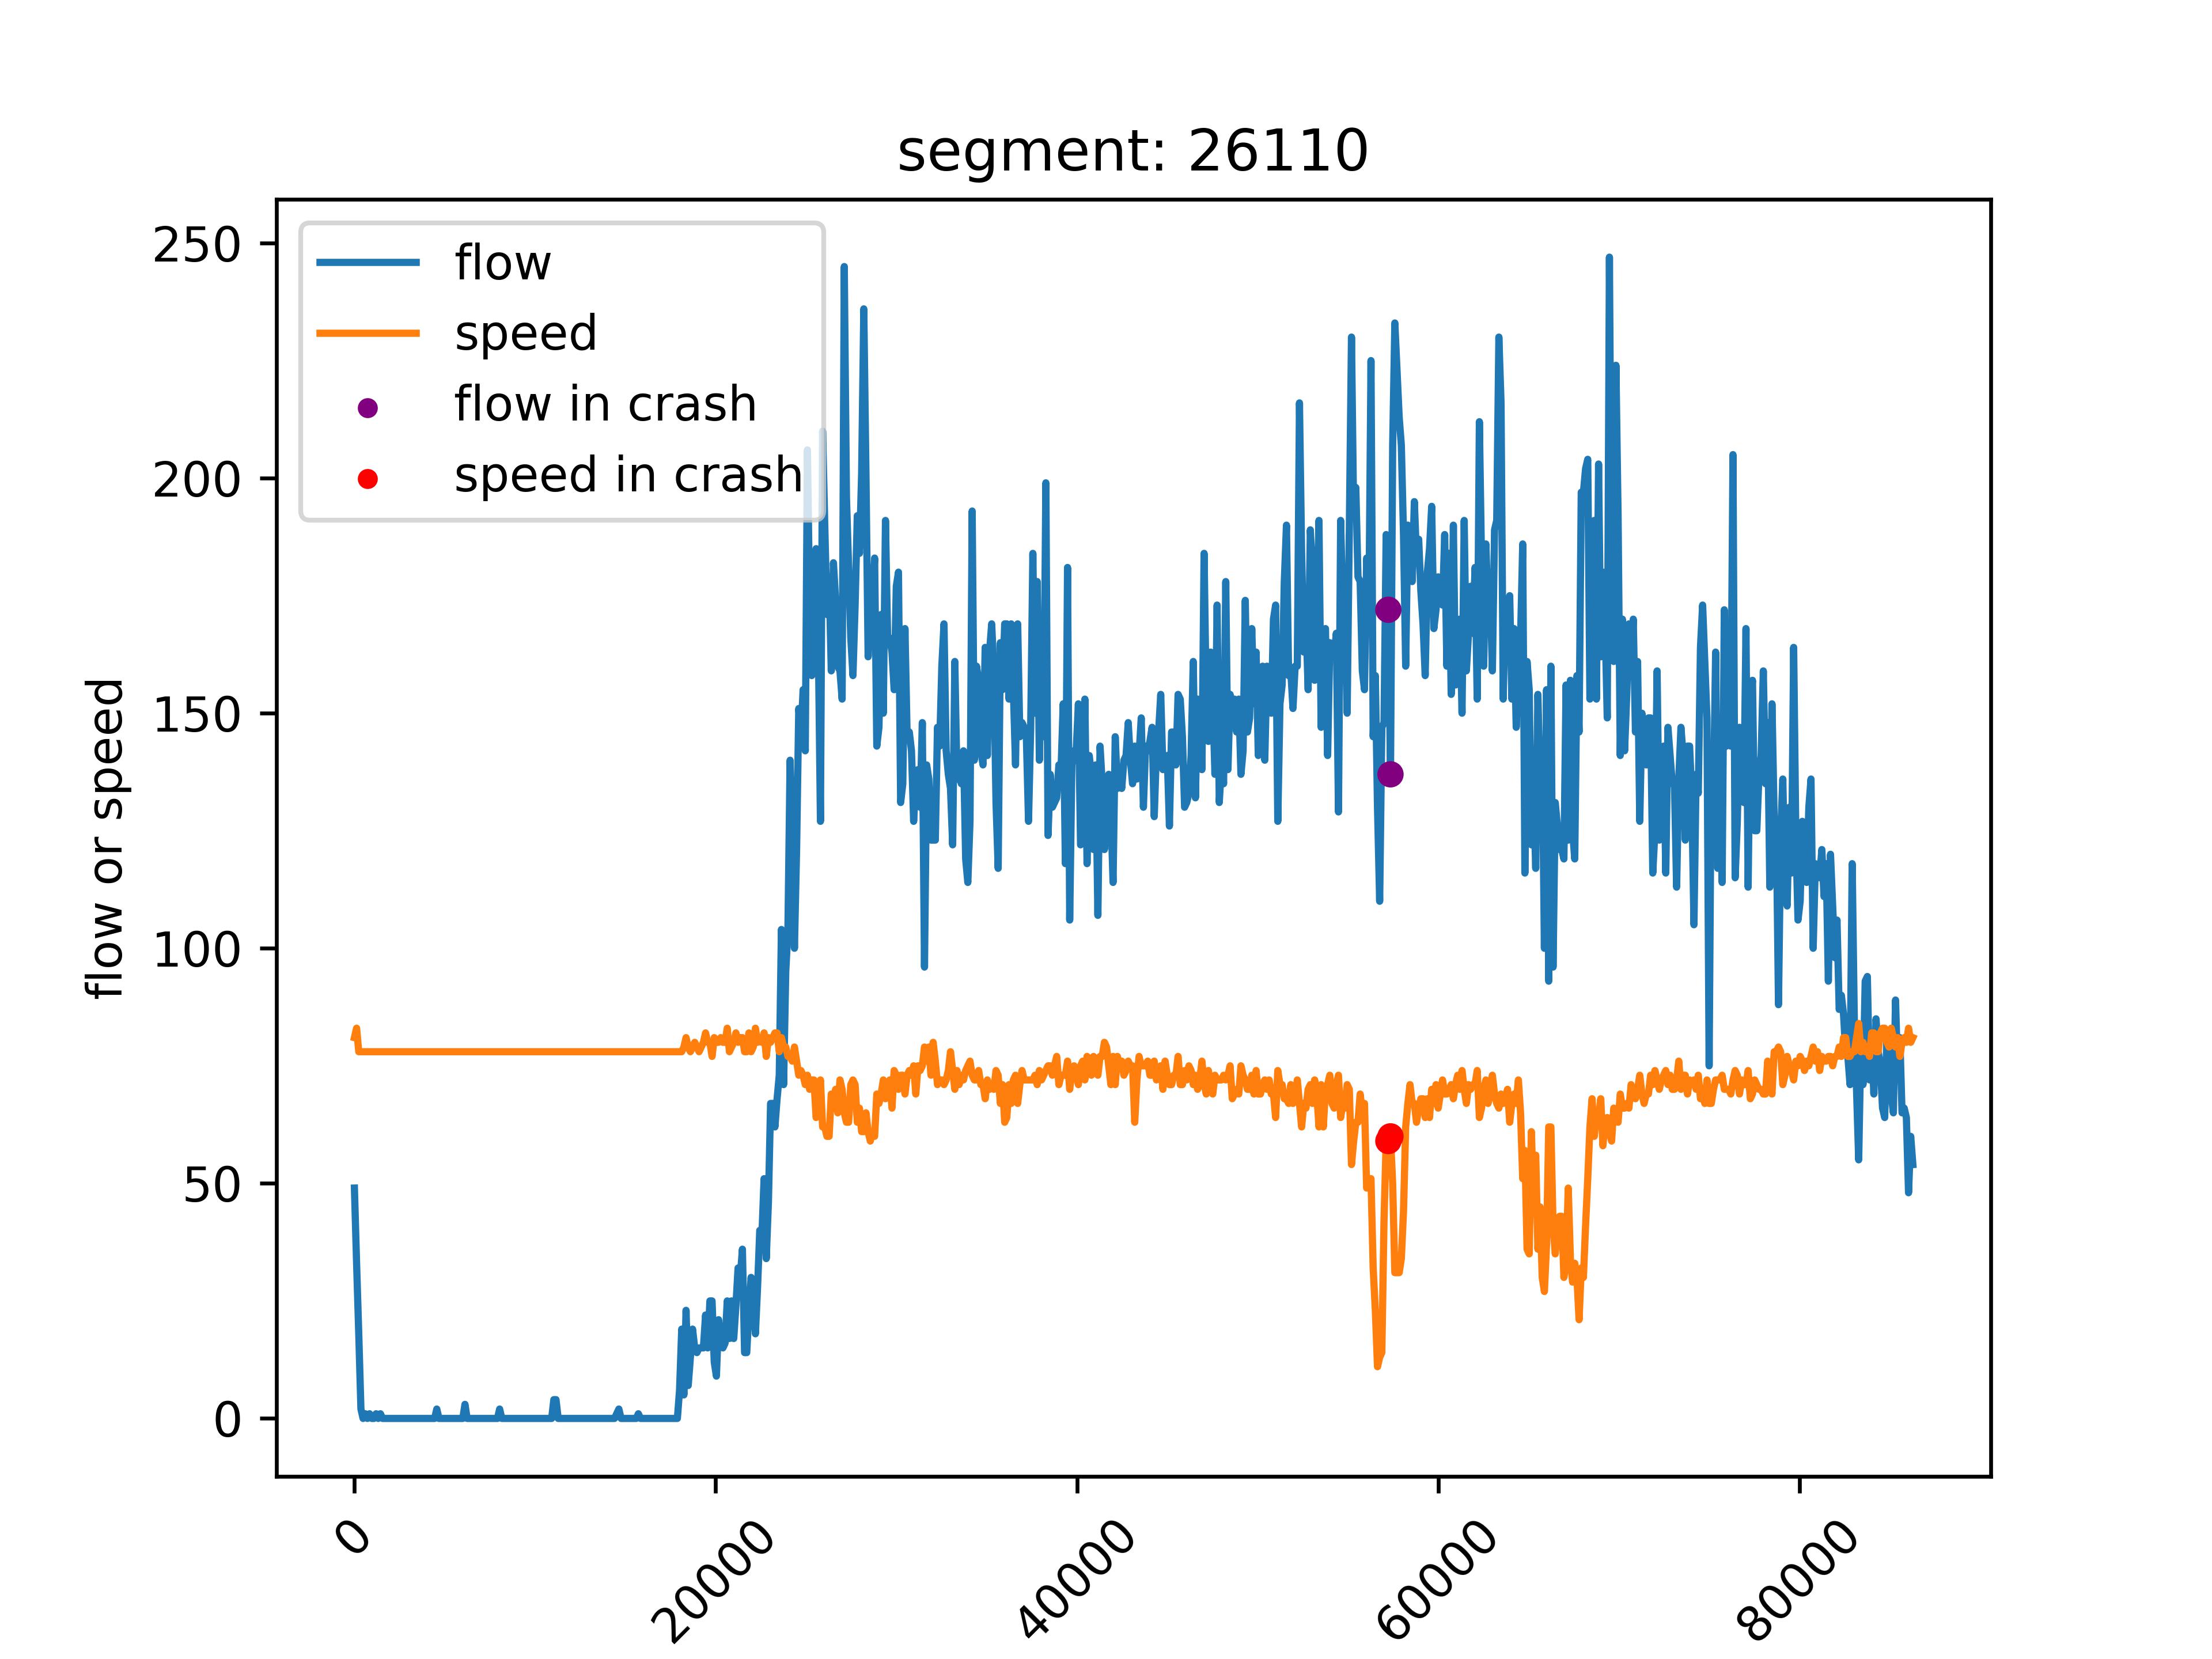 segment: 26110
250
200
150
100
50
0
flow or speed
flow
speed
flow in crash
speed in crash
0
20000
40000
60000
80000